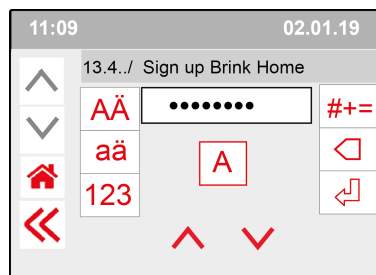 11:09 02.01.19
13.4../ Sign up Brink Home
AÄ ●●●●●●●● #+=
aä A
123